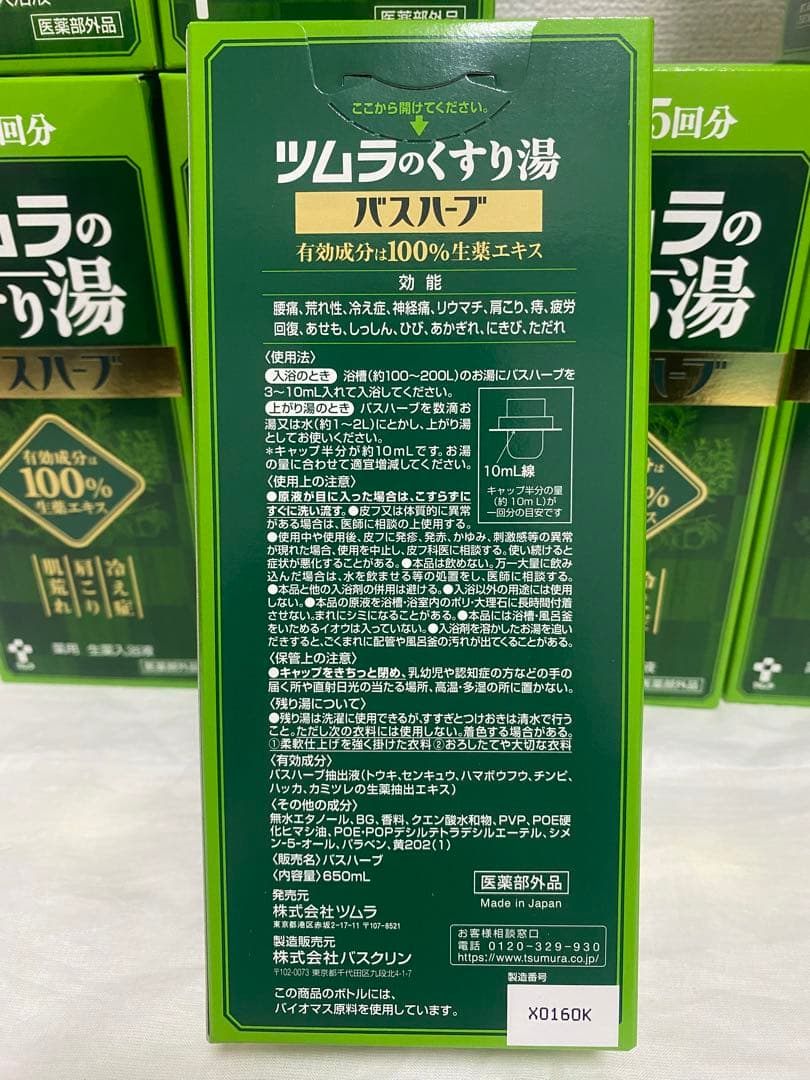 入浴液
医薬部外品
医薬部外品
5回分
ムラの
すり湯
バスハーブ
有効成分は
100%
生薬エキス
冷え症
肩こり
肌荒れ
薬用 生薬入浴液
医薬部外品
5回分
ラの
り湯
ハーブ
分は
0%
エキス
医薬部外品
ここから開けてください。
ツムラのくすり湯
バスハーブ
有効成分は100%生薬エキス
効能
腰痛、荒れ性、冷え症、神経痛、リウマチ、肩こり、痔、疲労
回復、あせも、しっしん、ひび、あかぎれ、にきび、ただれ
〈使用法〉
入浴のとき 浴槽(約100~200L)のお湯にバスハーブを
3~10mL入れて入浴してください。
上がり湯のとき バスハーブを数滴お
湯又は水(約1~2L)にとかし、上がり湯
としてお使いください。
*キャップ半分が約10mLです。お湯
の量に合わせて適宜増減してください。
10mL線
キャップ半分の量
(約10mL)が
一回分の目安です
〈使用上の注意〉
●原液が目に入った場合は、こすらずに
すぐに洗い流す。●皮フ又は体質的に異常
がある場合は、医師に相談の上使用する。
●使用中や使用後、皮フに発疹、発赤、かゆみ、刺激感等の異常
が現れた場合、使用を中止し、皮フ科医に相談する。使い続けると
症状が悪化することがある。●本品は飲めない。万一大量に飲み
込んだ場合は、水を飲ませる等の処置をし、医師に相談する。
●本品と他の入浴剤の併用は避ける。●入浴以外の用途には使用
しない。●本品の原液を浴槽・浴室内のポリ・大理石に長時間付着
させない。まれにシミになることがある。●本品には浴槽・風呂釜
をいためるイオウは入っていない。●入浴剤を溶かしたお湯を追い
だきすると、ごくまれに配管や風呂釜の汚れが出てくることがある。
〈保管上の注意〉
●キャップをきちっと閉め、乳幼児や認知症の方などの手の
届く所や直射日光の当たる場所、高温・多湿の所に置かない。
〈残り湯について〉
●残り湯は洗濯に使用できるが、すすぎとつけおきは清水で行う
こと。ただし次の衣料には使用しない。着色する場合がある。
①柔軟仕上げを強く掛けた衣料②おろしたてや大切な衣料
〈有効成分〉
バスハーブ抽出液(トウキ、センキュウ、ハマボウフウ、チンピ、
ハッカ、カミツレの生薬抽出エキス)
〈その他の成分〉
無水エタノール、BG、香料、クエン酸水和物、PVP、POE硬
化ヒマシ油、POE・POPデシルテトラデシルエーテル、シメ
ン-5-オール、パラベン、黄202(1)
〈販売名〉バスハーブ
〈内容量〉650mL
医薬部外品
Made in Japan
発売元
株式会社ツムラ
東京都港区赤坂2-17-11 〒107-8521
製造販売元
株式会社バスクリン
〒102-0073 東京都千代田区九段北4-1-7
お客様相談窓口
電話 0120-329-930
https://www.tsumura.co.jp/
この商品のボトルには、
バイオマス原料を使用しています。
製造番号
X0160K